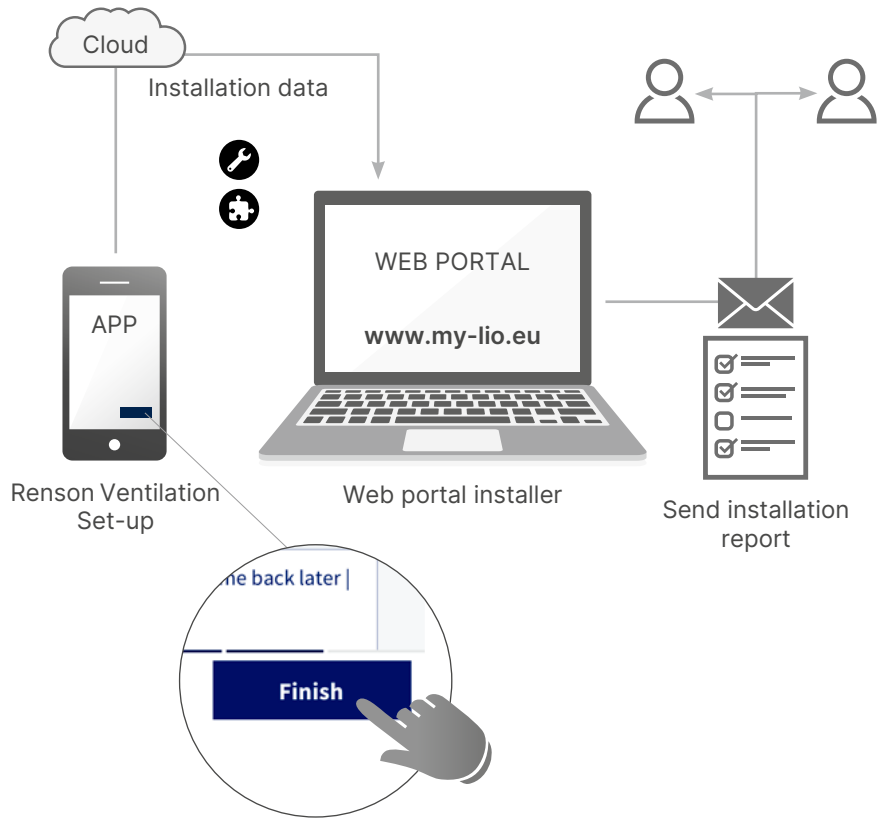 Cloud
Installation data
WEB PORTAL
www.my-lio.eu
APP
Renson Ventilation
Set-up
Web portal installer
Send installation
report
back later |
Finish